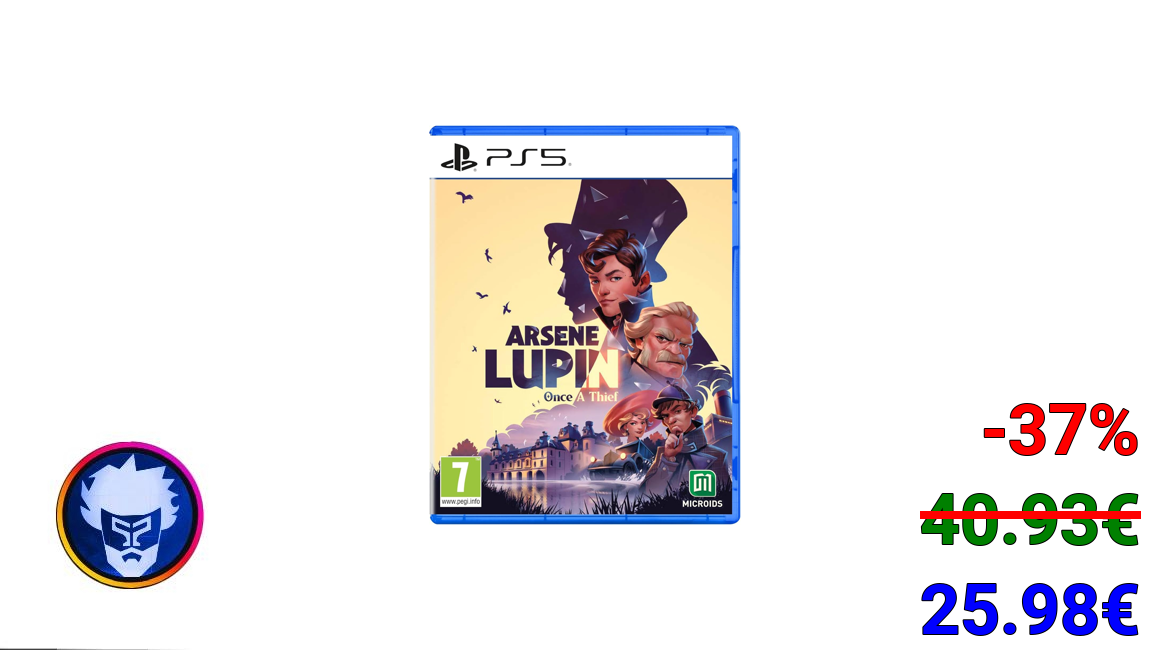 PS5
ARSENE
LUPIN
Once A Thief
7
www.pegi.info
MICROIDS
-37%
40.93€
25.98€